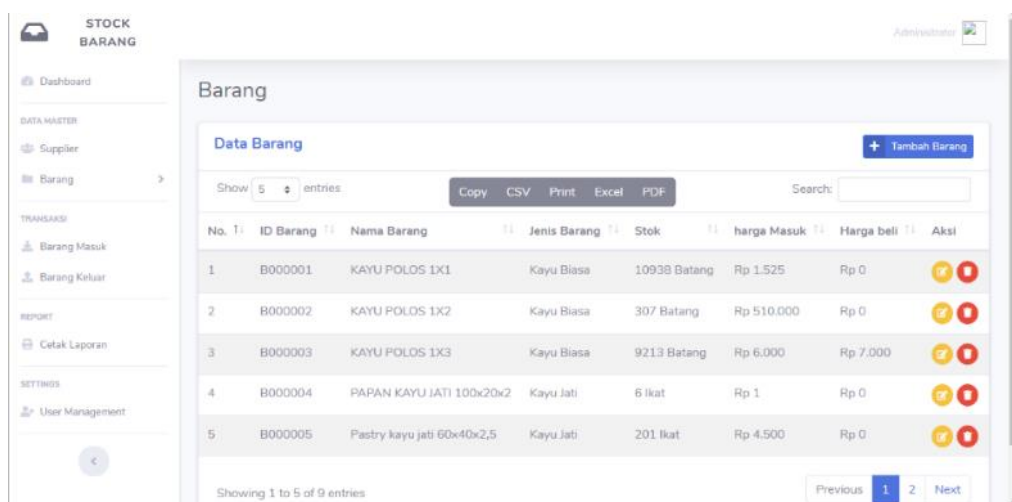 STOCK
BARANG
Administrator
Dashboard
Barang
DATA MASTER
Supplier
Data Barang
+ Tambah Barang
Barang
Show 5 entries
Copy CSV Print Excel PDF
Search:
TRANSAKSI
No. ID Barang Nama Barang Jenis Barang Stok harga Masuk Harga beli Aksi
Barang Masuk
1 B000001 KAYU POLOS 1X1 Kayu Biasa 10938 Batang Rp 1.525 Rp 0
Barang Keluar
2 B000002 KAYU POLOS 1X2 Kayu Biasa 307 Batang Rp 510.000 Rp 0
REPORT
Cetak Laporan
3 B000003 KAYU POLOS 1X3 Kayu Biasa 9213 Batang Rp 6.000 Rp 7.000
SETTINGS
4 B000004 PAPAN KAYU JATI 100x20x2 Kayu Jati 6 Ikat Rp 1 Rp 0
User Management
5 B000005 Pastry kayu jati 60x40x2,5 Kayu Jati 201 Ikat Rp 4.500 Rp 0
Showing 1 to 5 of 9 entries
Previous 1 2 Next